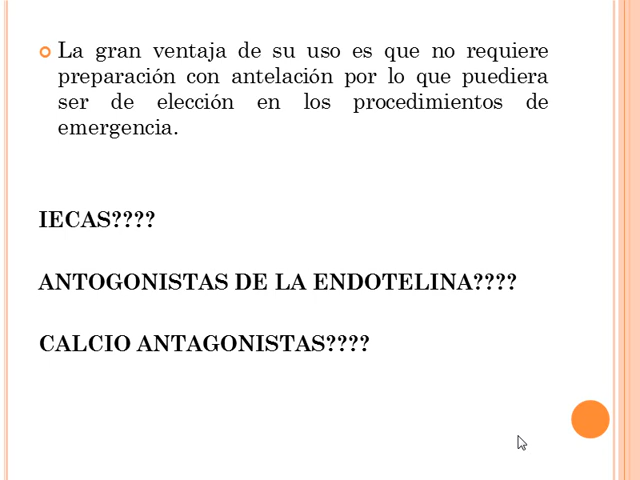 La gran ventaja de su uso es que no requiere
preparación con antelación por lo que puediera
ser de elección en los procedimientos de
emergencia.
IECAS????
ANTOGONISTAS DE LA ENDOTELINA????
CALCIO ANTAGONISTAS????